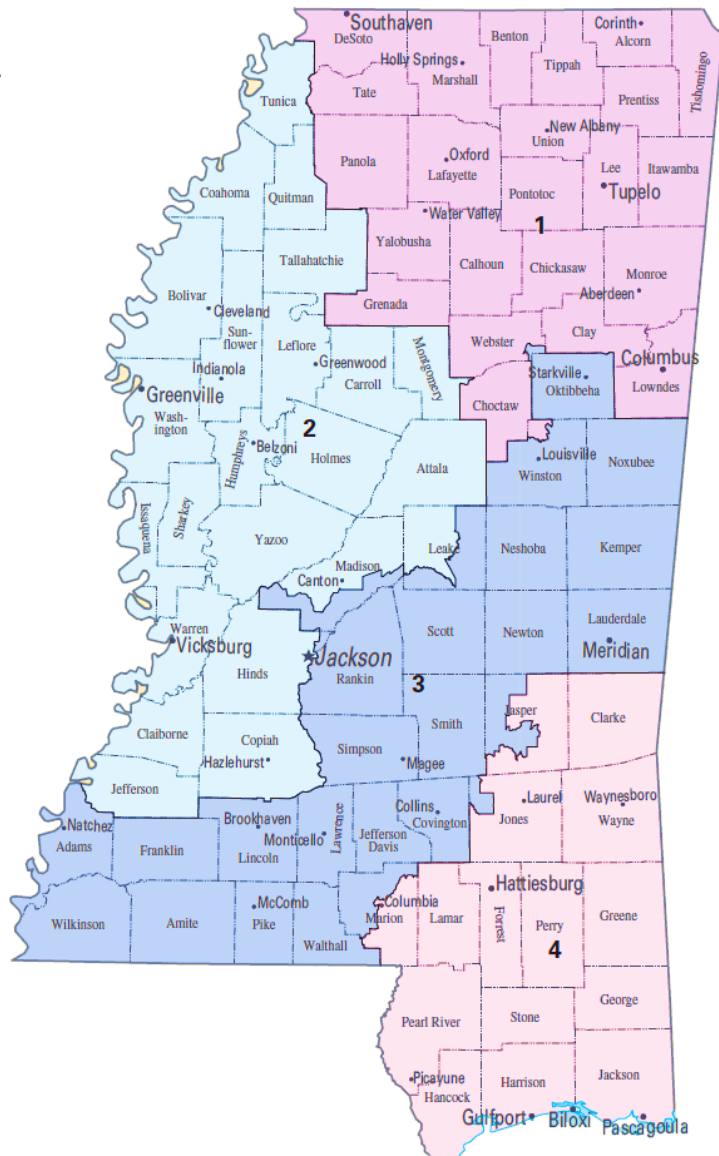 Southaven
DeSoto
Benton
Corinth
Alcorn
Tishomingo
Holly Springs
Marshall
Tippah
Tunica
Tate
Prentiss
New Albany
Union
Panola
Oxford
Lafayette
Lee
Itawamba
Coahoma
Quitman
Pontotoc
Tupelo
Water Valley
1
Yalobusha
Tallahatchie
Calhoun
Chickasaw
Monroe
Bolivar
Aberdeen
Cleveland
Grenada
Sun-
flower
Leflore
Webster
Clay
Montgomery
Indianola
Greenwood
Carroll
Columbus
Starkville
Oktibbeha
Lowndes
Greenville
Choctaw
Wash-
ington
2
Humphreys
Belzoni
Holmes
Attala
Louisville
Winston
Noxubee
Issaquena
Sharkey
Yazoo
Leake
Neshoba
Kemper
Madison
Canton
Warren
Vicksburg
Scott
Newton
Lauderdale
Meridian
Jackson
Rankin
Hinds
3
Jasper
Clarke
Claiborne
Copiah
Smith
Simpson
Hazlehurst
Magee
Jefferson
Natchez
Adams
Brookhaven
Monticello
Lawrence
Collins
Covington
Laurel
Jones
Waynesboro
Wayne
Franklin
Lincoln
Jefferson
Davis
Hattiesburg
McComb
Columbia
Marion
Lamar
Forrest
Perry
Greene
Wilkinson
Amite
Pike
Walthall
4
George
Pearl River
Stone
Picayune
Hancock
Harrison
Jackson
Gulfport
Biloxi
Pascagoula